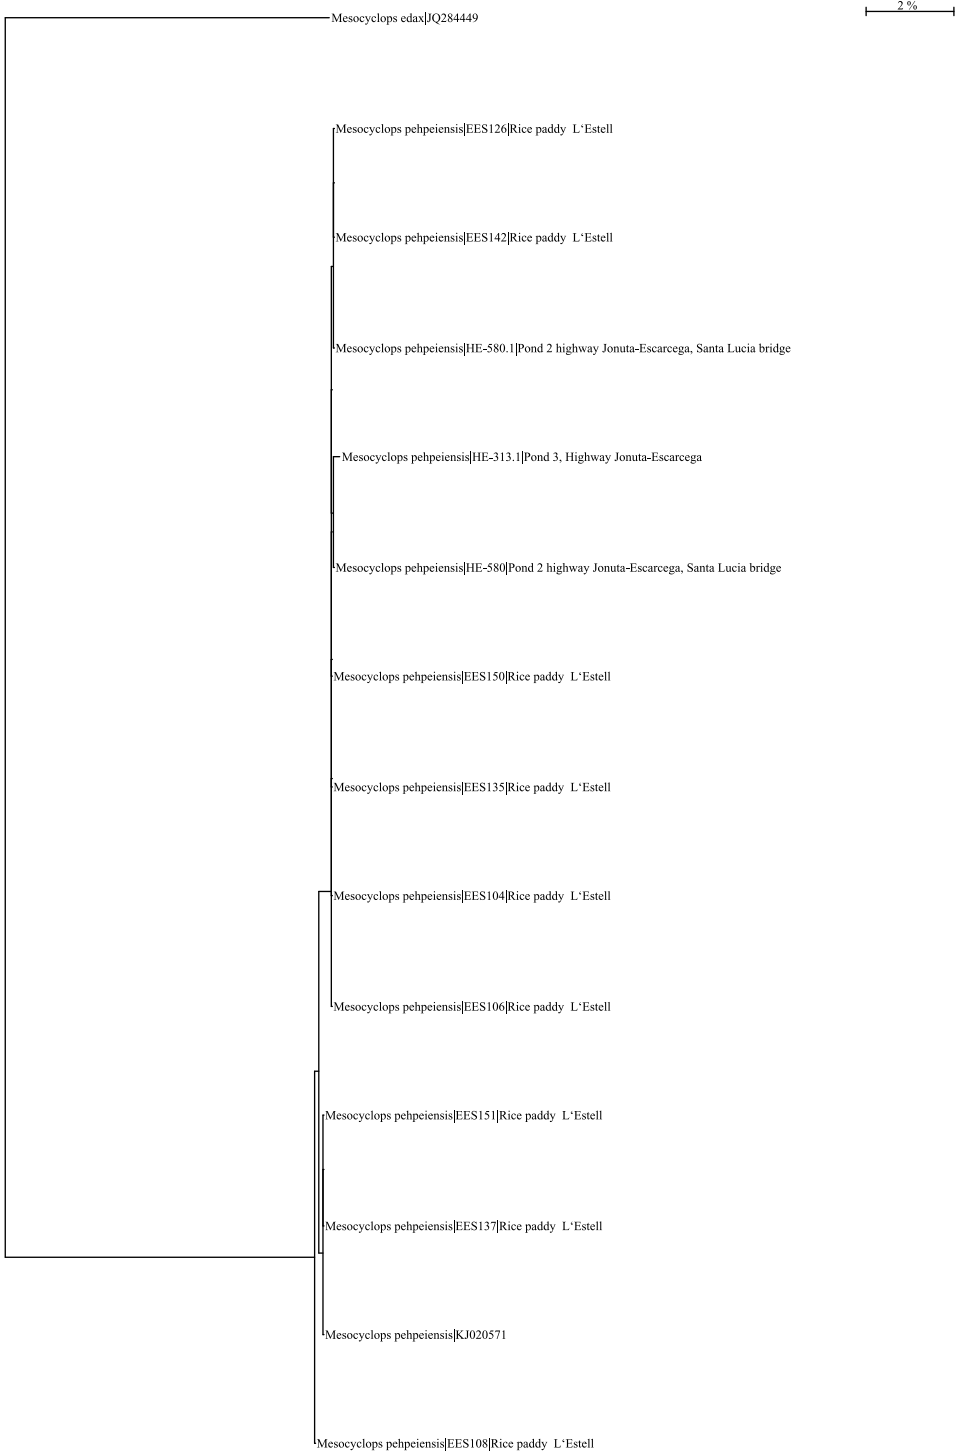 2 %
Mesocyclops edax|JQ284449
Mesocyclops pehpeiensis|EES126|Rice paddy L‘Estell
Mesocyclops pehpeiensis|EES142|Rice paddy L‘Estell
Mesocyclops pehpeiensis|HE-580.1|Pond 2 highway Jonuta-Escarcega, Santa Lucia bridge
Mesocyclops pehpeiensis|HE-313.1|Pond 3, Highway Jonuta-Escarcega
Mesocyclops pehpeiensis|HE-580|Pond 2 highway Jonuta-Escarcega, Santa Lucia bridge
Mesocyclops pehpeiensis|EES150|Rice paddy L‘Estell
Mesocyclops pehpeiensis|EES135|Rice paddy L‘Estell
Mesocyclops pehpeiensis|EES104|Rice paddy L‘Estell
Mesocyclops pehpeiensis|EES106|Rice paddy L‘Estell
Mesocyclops pehpeiensis|EES151|Rice paddy L‘Estell
Mesocyclops pehpeiensis|EES137|Rice paddy L‘Estell
Mesocyclops pehpeiensis|KJ020571
Mesocyclops pehpeiensis|EES108|Rice paddy L‘Estell